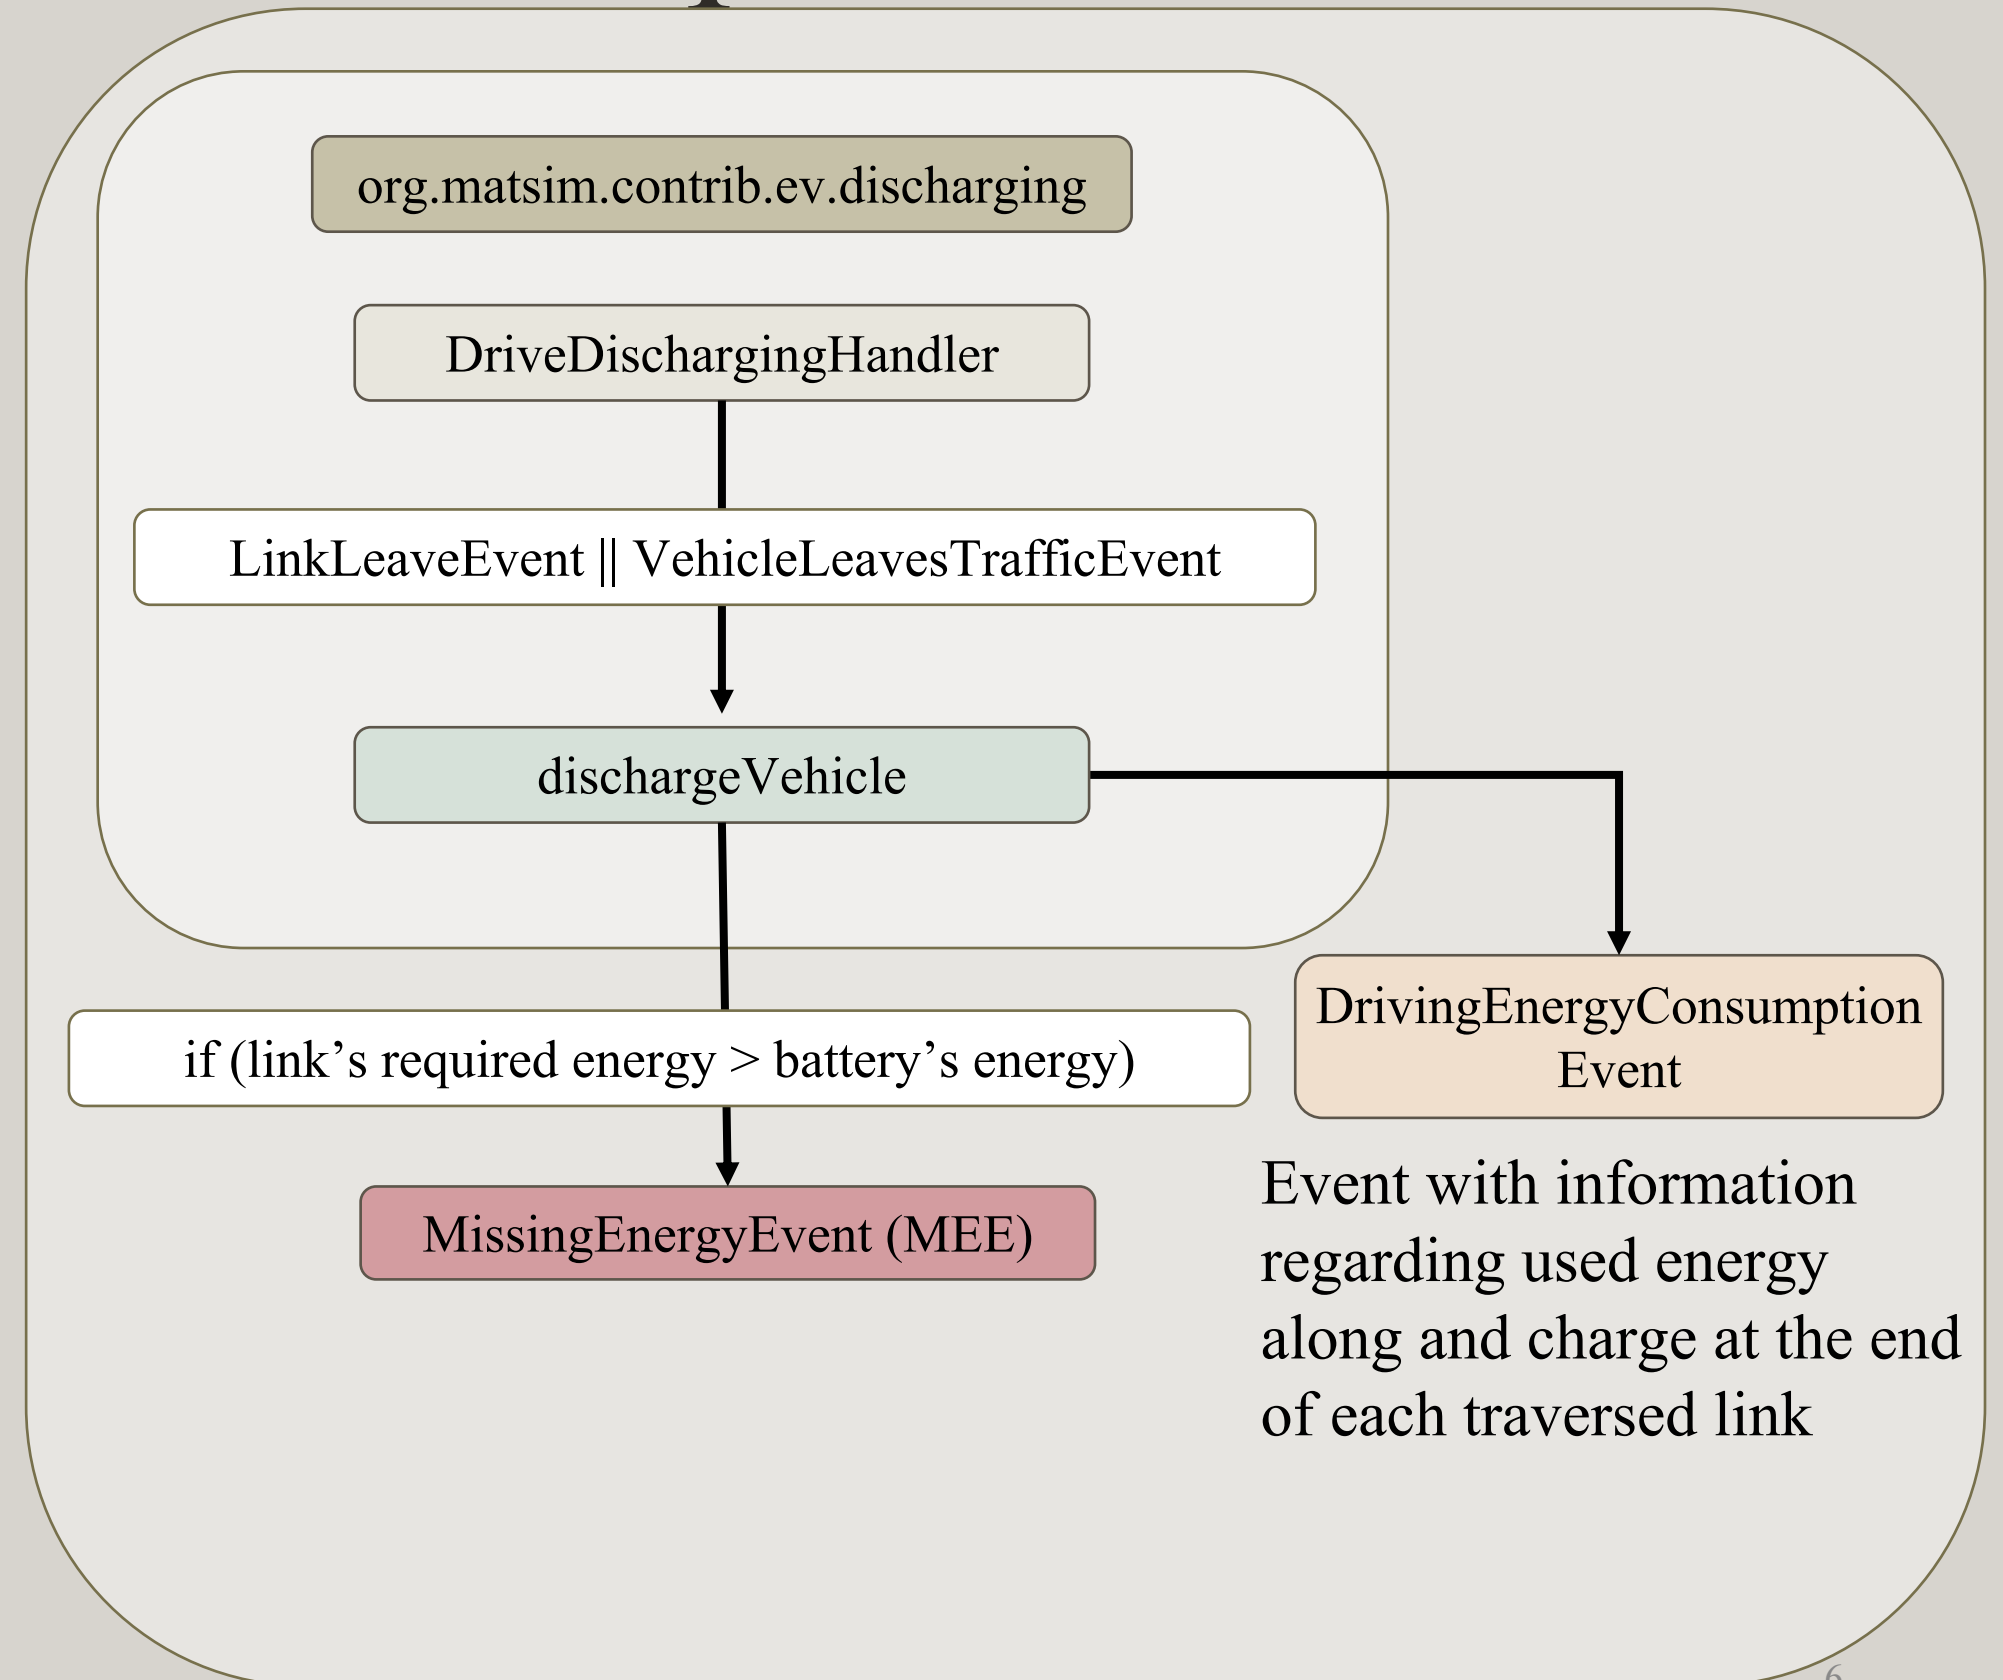 org.matsim.contrib.ev.discharging
DriveDischargingHandler
LinkLeaveEvent || VehicleLeavesTrafficEvent
dischargeVehicle
if (link’s required energy > battery’s energy)
MissingEnergyEvent (MEE)
DrivingEnergyConsumption
Event
Event with information
regarding used energy
along and charge at the end
of each traversed link
6